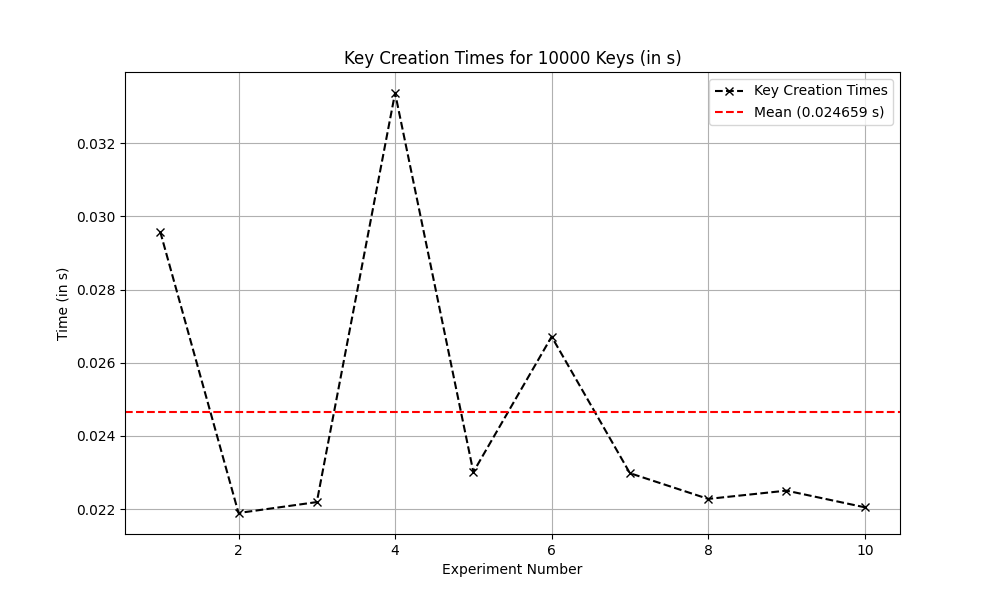 Key Creation Times for 10000 Keys (in s)
Key Creation Times
Mean (0.024659 s)
Time (in s)
0.032
0.030
0.028
0.026
0.024
0.022
2 4 6 8 10
Experiment Number